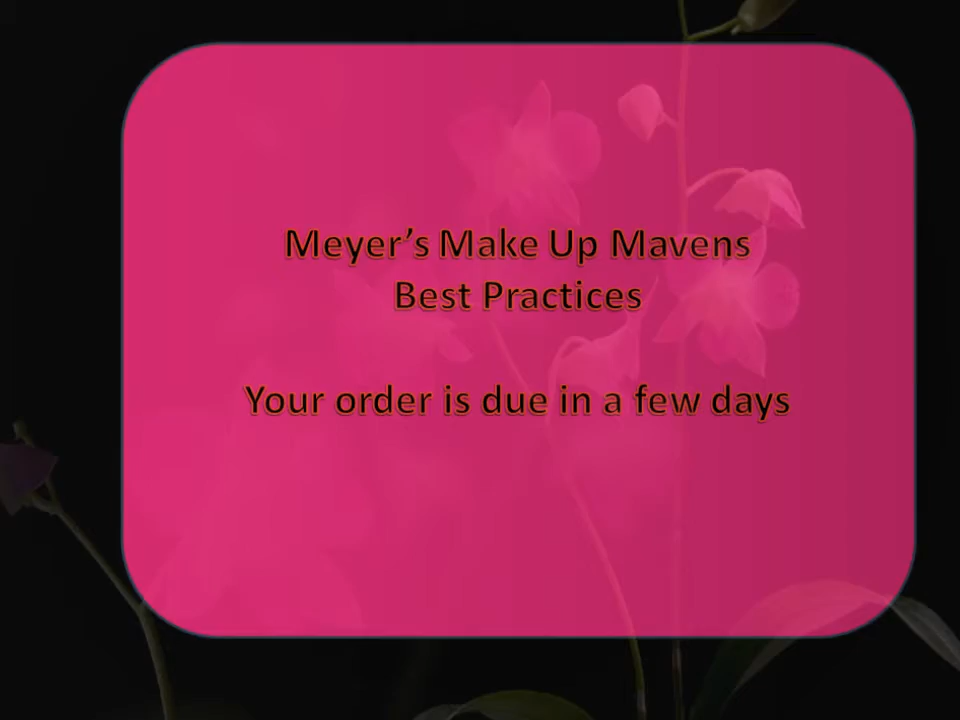 Meyer’s Make Up Mavens
Best Practices
Your order is due in a few days